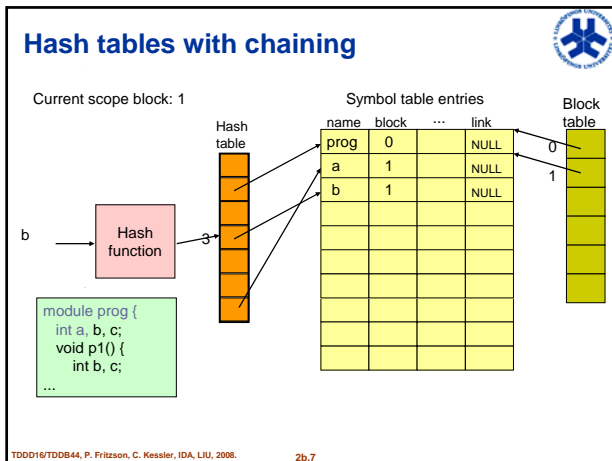 Hash tables with chaining
LINKÖPINGS UNIVERSITET
Current scope block: 1
Symbol table entries
Block
table
Hash
table
name block ... link
prog 0 NULL
a 1 NULL
b 1 NULL
0
1
b
Hash
function
3
module prog {
int a, b, c;
void p1() {
int b, c;
...
TDDD16/TDDB44, P. Fritzson, C. Kessler, IDA, LIU, 2008.
2b.7